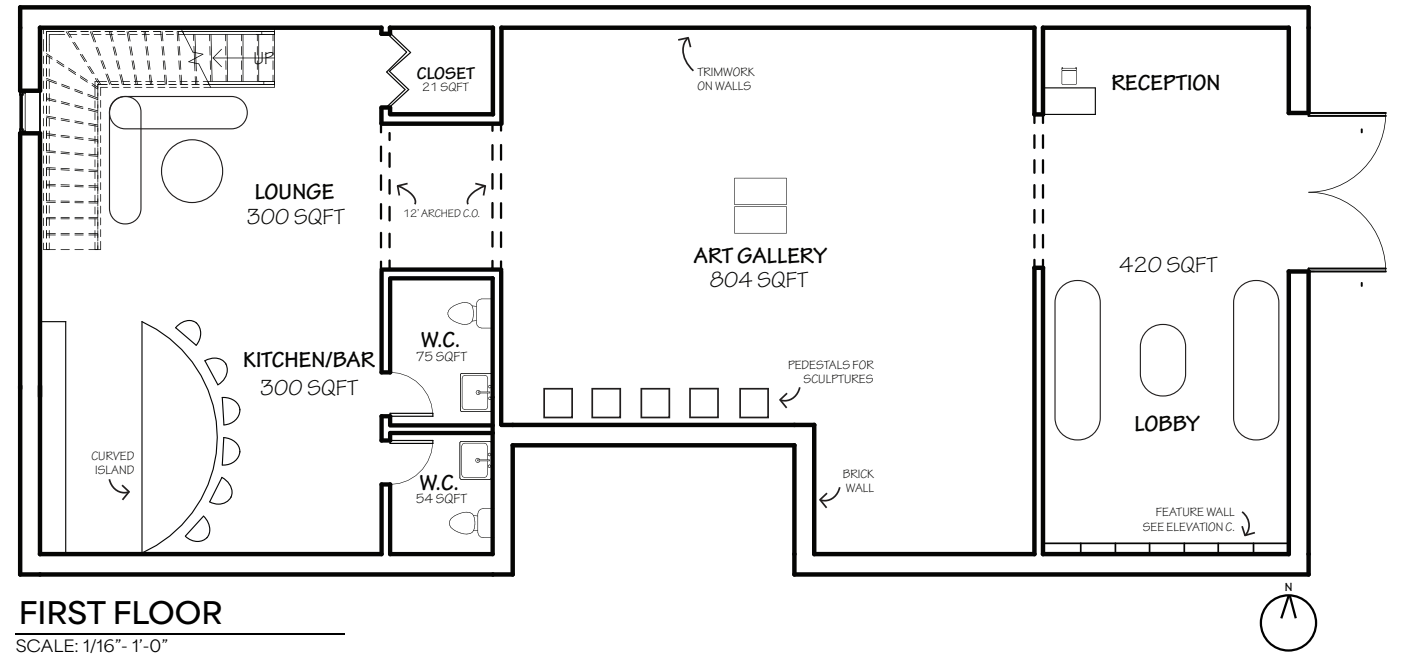 UP
CLOSET
21 SQFT
TRIMWORK
ON WALLS
RECEPTION
LOUNGE
300 SQFT
12' ARCHED C.O.
ART GALLERY
804 SQFT
420 SQFT
W.C.
75 SQFT
KITCHEN/BAR
300 SQFT
PEDESTALS FOR
SCULPTURES
LOBBY
CURVED
ISLAND
W.C.
54 SQFT
BRICK
WALL
FEATURE WALL
SEE ELEVATION C.
N
FIRST FLOOR
SCALE: 1/16”- 1’-0”